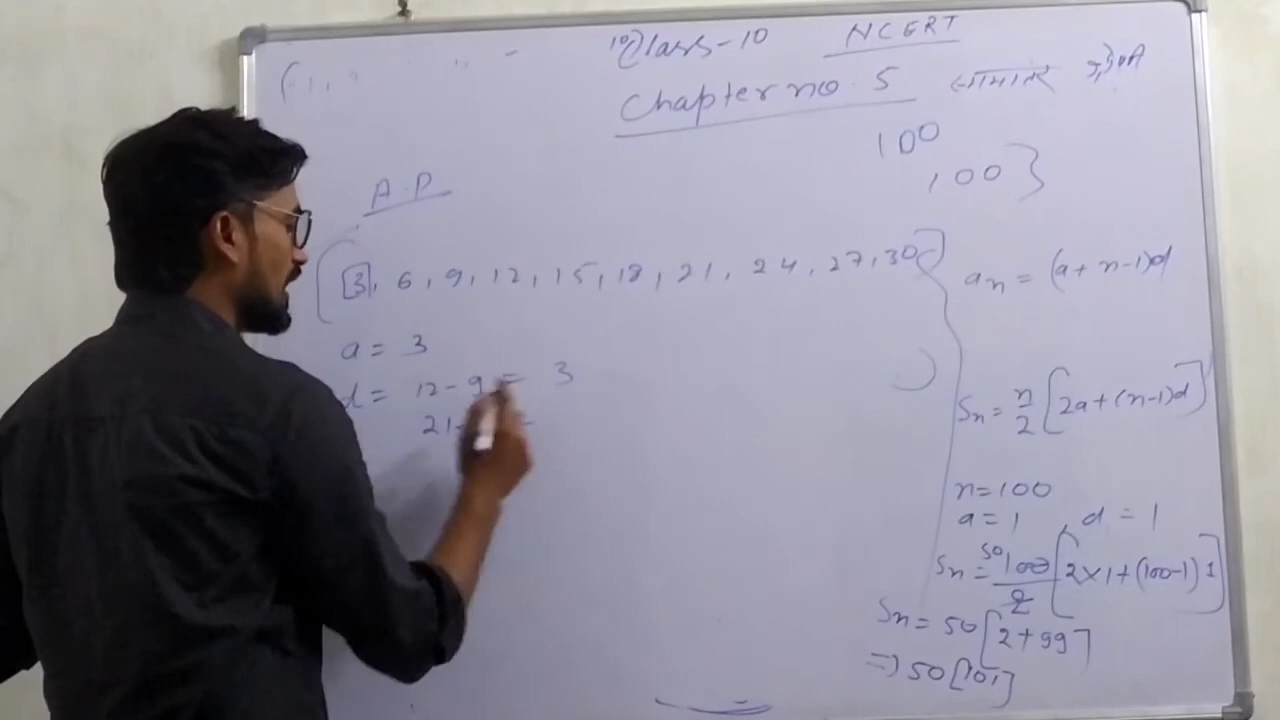 Class-10 NCERT
Chapter no. 5
100
100}
A.P
3, 6, 9, 12, 15, 18, 21, 24, 27, 30
a = 3
d = 12-9 = 3
21-
an = (a+n-1)d
Sn = n/2 [2a+(n-1)d]
n=100
a=1, d=1
Sn = 50 100/2 [2×1+(100-1)1]
Sn = 50[2+99]
=) 50[101]